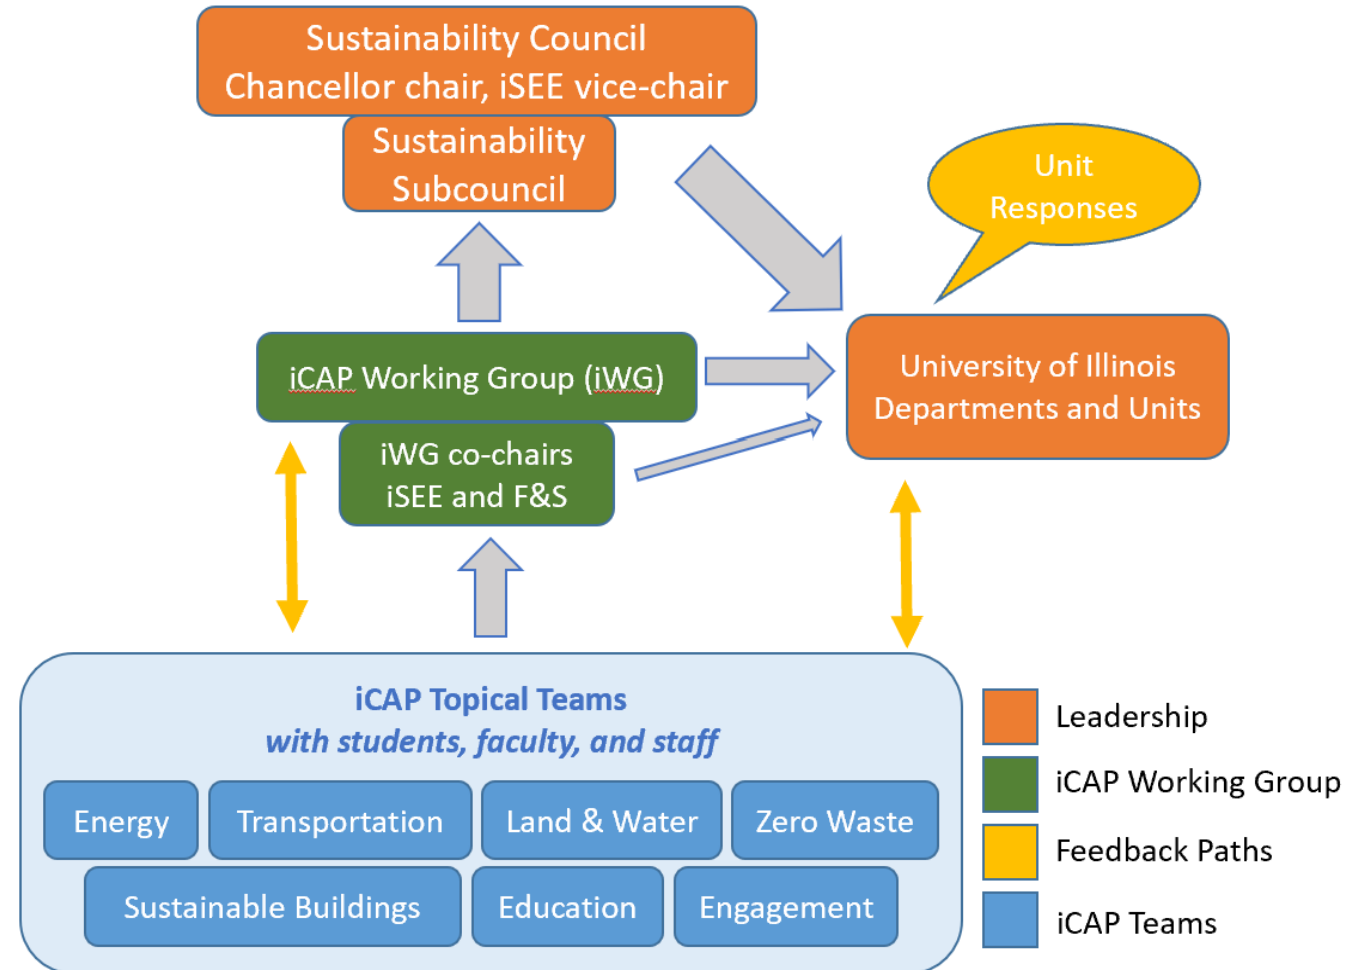 Sustainability Council
Chancellor chair, iSEE vice-chair
Sustainability
Subcouncil
Unit
Responses
iCAP Working Group (iWG)
University of Illinois
Departments and Units
iWG co-chairs
iSEE and F&S
iCAP Topical Teams
with students, faculty, and staff
Energy
Transportation
Land & Water
Zero Waste
Sustainable Buildings
Education
Engagement
Leadership
iCAP Working Group
Feedback Paths
iCAP Teams